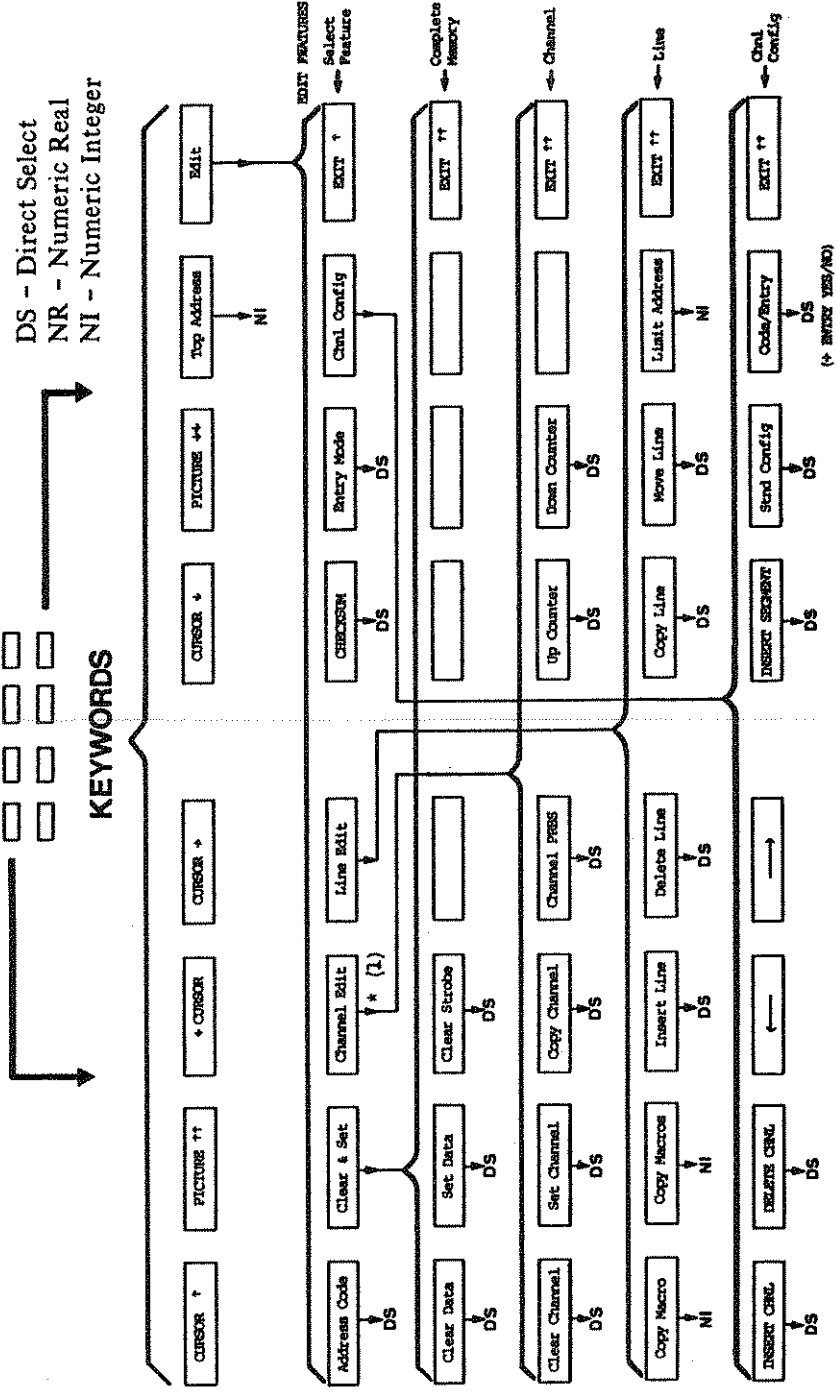 DS – Direct Select
NR – Numeric Real
NI – Numeric Integer
KEYWORDS
CURSOR ↑
PICTURE ↑↑
← CURSOR
CURSOR →
CURSOR ↓
PICTURE ↓↓
Top Address
Edit
NI
EDIT FEATURES
Address Code
Clear & Set
Channel Edit
Line Edit
CHECKSUM
Entry Mode
Chnl Config
EXIT ↑
← Select Feature
DS
* (1)
DS
DS
Clear Data
Set Data
Clear Strobe
EXIT ↑↑
← Complete Memory
DS
DS
DS
Clear Channel
Set Channel
Copy Channel
Channel PRBS
Up Counter
Down Counter
EXIT ↑↑
← Channel
DS
DS
DS
DS
DS
DS
Copy Macro
Copy Macros
Insert Line
Delete Line
Copy Line
Move Line
Limit Address
EXIT ↑↑
← Line
NI
NI
DS
DS
DS
DS
NI
INSERT CHNL
DELETE CHNL
←
→
INSERT SEGMENT
Stnd Config
Code/Entry
EXIT ↑↑
← Chnl Config
DS
DS
DS
DS
DS
(+ ENTRY YES/NO)